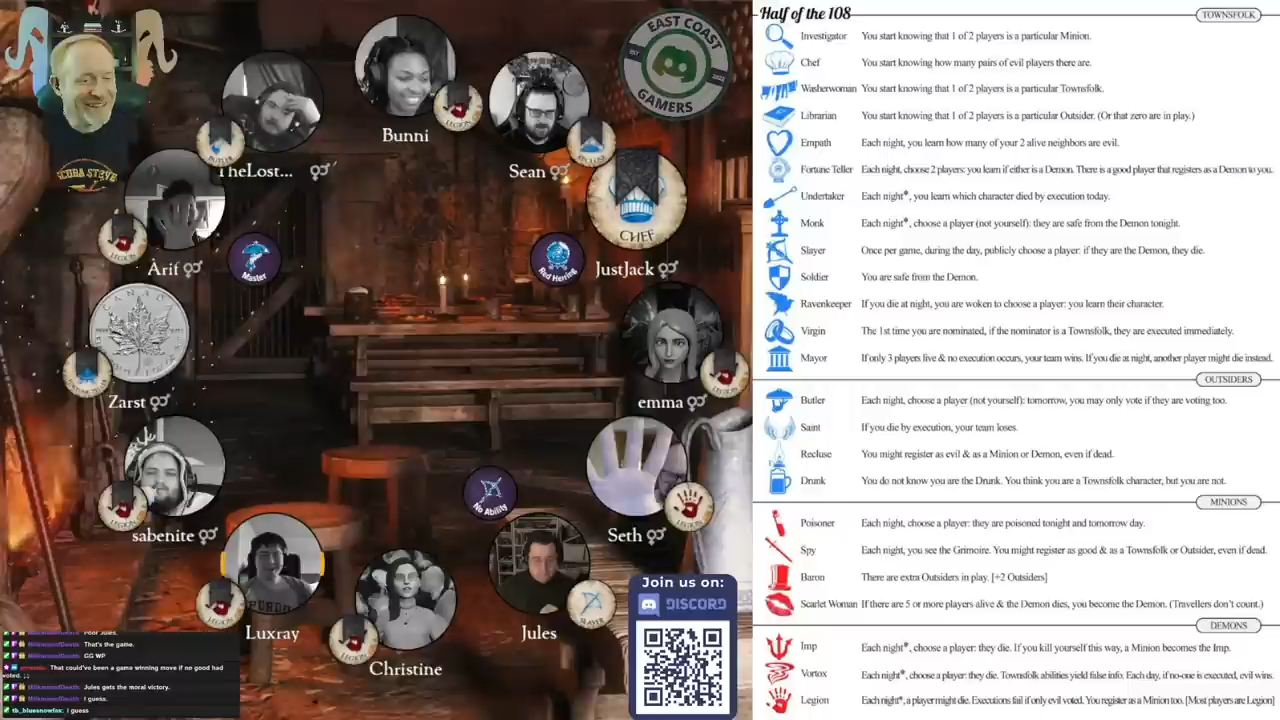 EAST COAST
GAMERS
SCUBA STEVE
Bunni
LEGION
Sean
BUTLER
TheLost...
LEGION
Àrif
Master
Red Herring
CHEF
JustJack
Zarst
emma
LEGION
sabenite
LEGION
No Ability
Seth
LEGION
Luxray
LEGION
Christine
LEGION
Jules
SLAYER
PURDU
That's the game.
GG WP
That could've been a game winning move if no good had
voted. ;;
Jules gets the moral victory.
I guess.
tb_bluesnowfox: I guess
Join us on:
DISCORD
Half of the 108
TOWNSFOLK
Investigator You start knowing that 1 of 2 players is a particular Minion.
Chef You start knowing how many pairs of evil players there are.
Washerwoman You start knowing that 1 of 2 players is a particular Townsfolk.
Librarian You start knowing that 1 of 2 players is a particular Outsider. (Or that zero are in play.)
Empath Each night, you learn how many of your 2 alive neighbors are evil.
Fortune Teller Each night, choose 2 players: you learn if either is a Demon. There is a good player that registers as a Demon to you.
Undertaker Each night*, you learn which character died by execution today.
Monk Each night*, choose a player (not yourself): they are safe from the Demon tonight.
Slayer Once per game, during the day, publicly choose a player: if they are the Demon, they die.
Soldier You are safe from the Demon.
Ravenkeeper If you die at night, you are woken to choose a player: you learn their character.
Virgin The 1st time you are nominated, if the nominator is a Townsfolk, they are executed immediately.
Mayor If only 3 players live & no execution occurs, your team wins. If you die at night, another player might die instead.
OUTSIDERS
Butler Each night, choose a player (not yourself): tomorrow, you may only vote if they are voting too.
Saint If you die by execution, your team loses.
Recluse You might register as evil & as a Minion or Demon, even if dead.
Drunk You do not know you are the Drunk. You think you are a Townsfolk character, but you are not.
MINIONS
Poisoner Each night, choose a player: they are poisoned tonight and tomorrow day.
Spy Each night, you see the Grimoire. You might register as good & as a Townsfolk or Outsider, even if dead.
Baron There are extra Outsiders in play. [+2 Outsiders]
Scarlet Woman If there are 5 or more players alive & the Demon dies, you become the Demon. (Travellers don't count.)
DEMONS
Imp Each night*, choose a player: they die. If you kill yourself this way, a Minion becomes the Imp.
Vortox Each night*, choose a player: they die. Townsfolk abilities yield false info. Each day, if no-one is executed, evil wins.
Legion Each night*, a player might die. Executions fail if only evil voted. You register as a Minion too. [Most players are Legion]